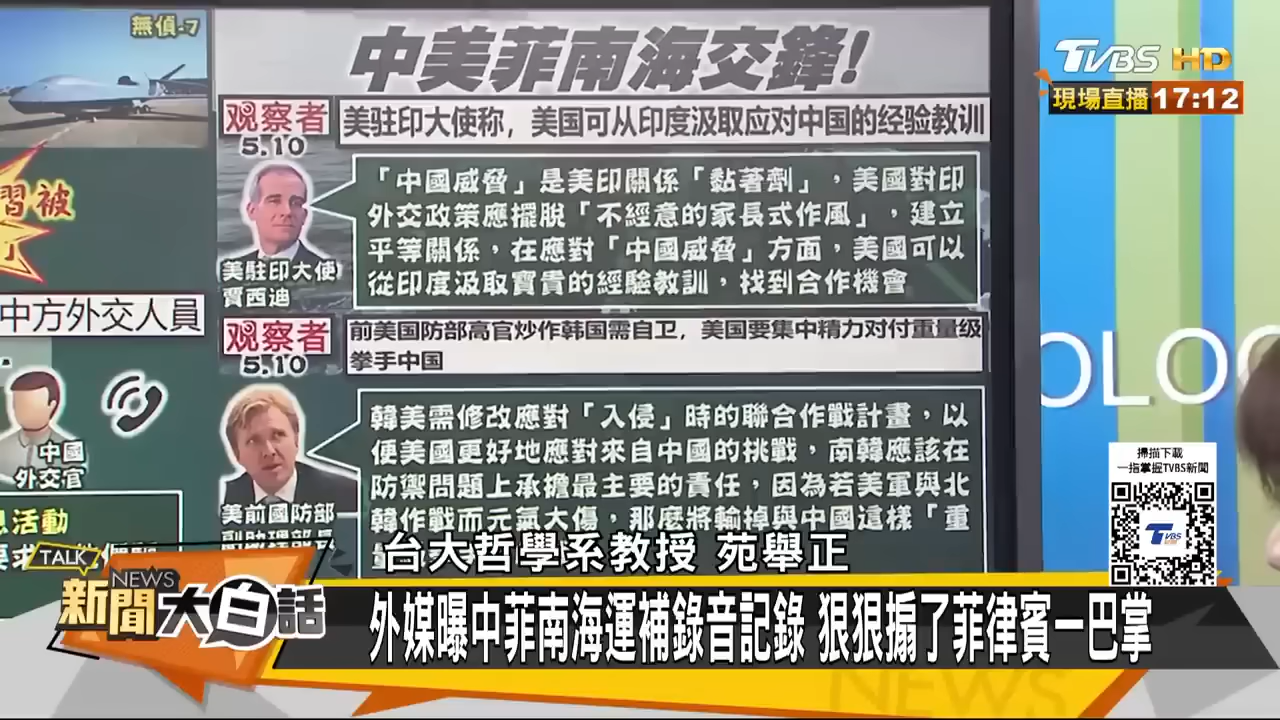 無偵-7
中美菲南海交鋒!
TVBS HD
現場直播 17:12
观察者
5.10
美驻印大使称，美国可从印度汲取应对中国的经验教训
「中國威脅」是美印關係「黏著劑」，美國對印
外交政策應擺脫「不經意的家長式作風」，建立
平等關係，在應對「中國威脅」方面，美國可以
從印度汲取寶貴的經驗教訓，找到合作機會
美駐印大使
賈西迪
習被
了
中方外交人員
观察者
5.10
前美国防部高官炒作韩国需自卫，美国要集中精力对付重量级
拳手中国
韓美需修改應對「入侵」時的聯合作戰計畫，以
便美國更好地應對來自中國的挑戰，南韓應該在
防禦問題上承擔最主要的責任，因為若美軍與北
韓作戰而元氣大傷，那麼將輸掉與中國這樣「重
美前國防部
副助理部長
中國
外交官
息活動
要求
OLOG
掃描下載
一指掌握TVBS新聞
TVBS
台大哲學系教授 苑舉正
TALK
NEWS
新聞大白話
外媒曝中菲南海運補錄音記錄 狠狠搧了菲律賓一巴掌
NEWS